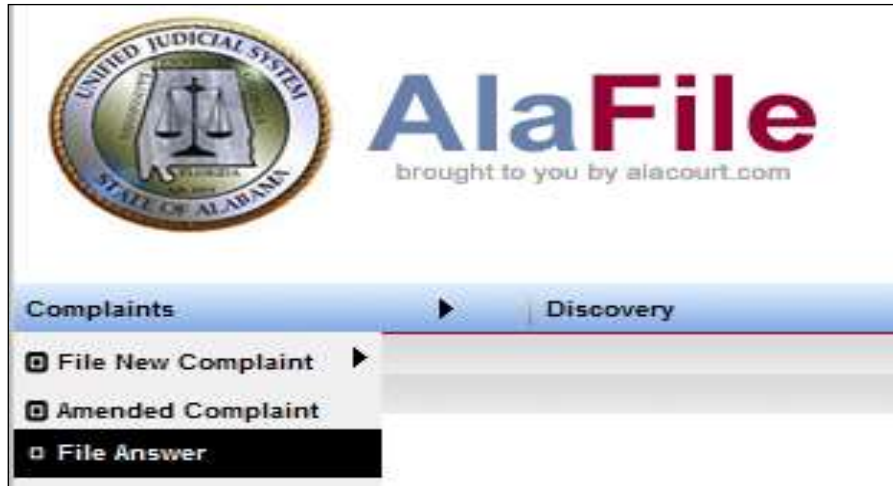 UNIFIED JUDICIAL SYSTEM
STATE OF ALABAMA
AlaFile
brought to you by alacourt.com
Complaints
Discovery
File New Complaint
Amended Complaint
File Answer